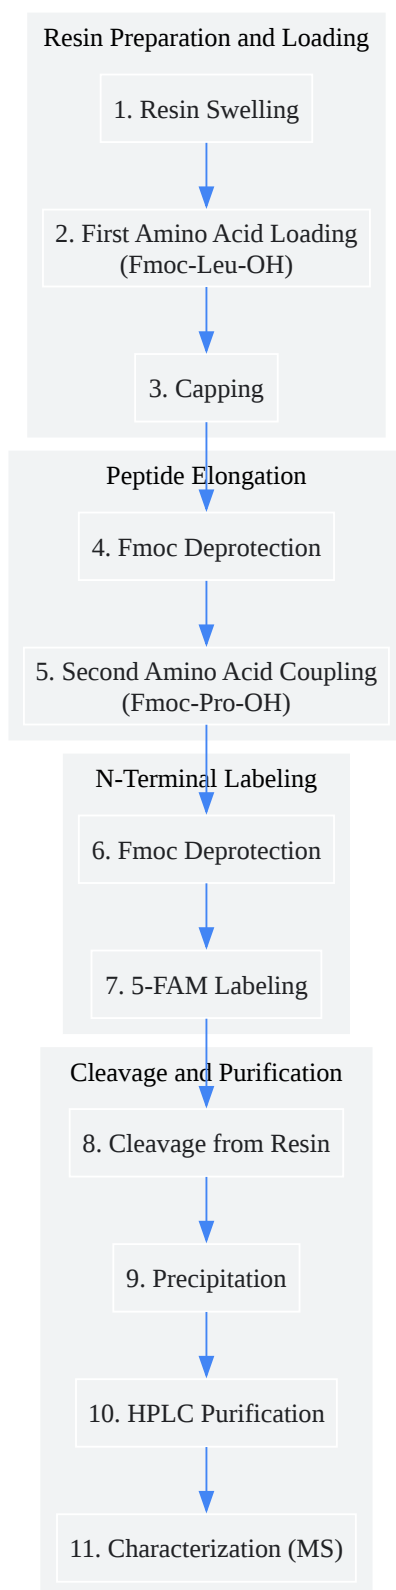 Resin Preparation and Loading
1. Resin Swelling
2. First Amino Acid Loading
(Fmoc-Leu-OH)
3. Capping
Peptide Elongation
4. Fmoc Deprotection
5. Second Amino Acid Coupling
(Fmoc-Pro-OH)
N-Terminal Labeling
6. Fmoc Deprotection
7. 5-FAM Labeling
Cleavage and Purification
8. Cleavage from Resin
9. Precipitation
10. HPLC Purification
11. Characterization (MS)